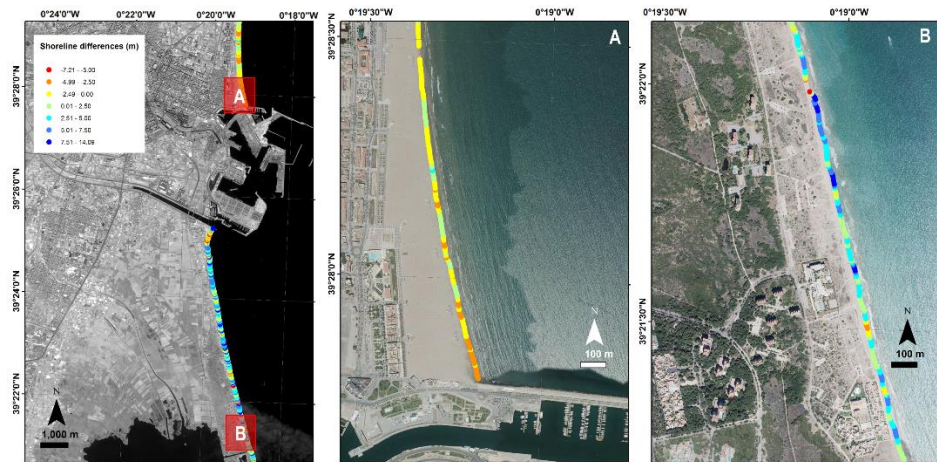 0°24'0"W
0°22'0"W
0°20'0"W
0°18'0"W
39°28'0"N
39°26'0"N
39°24'0"N
39°22'0"N
Shoreline differences (m)
-7.21 - -5.00
-4.99 - -2.50
-2.49 - 0.00
0.01 - 2.50
2.51 - 5.00
5.01 - 7.50
7.51 - 14.09
A
B
N
1,000 m
0°19'30"W
0°19'0"W
39°28'30"N
39°28'0"N
A
N
100 m
0°19'0"W
39°22'0"N
39°21'30"N
B
N
100 m